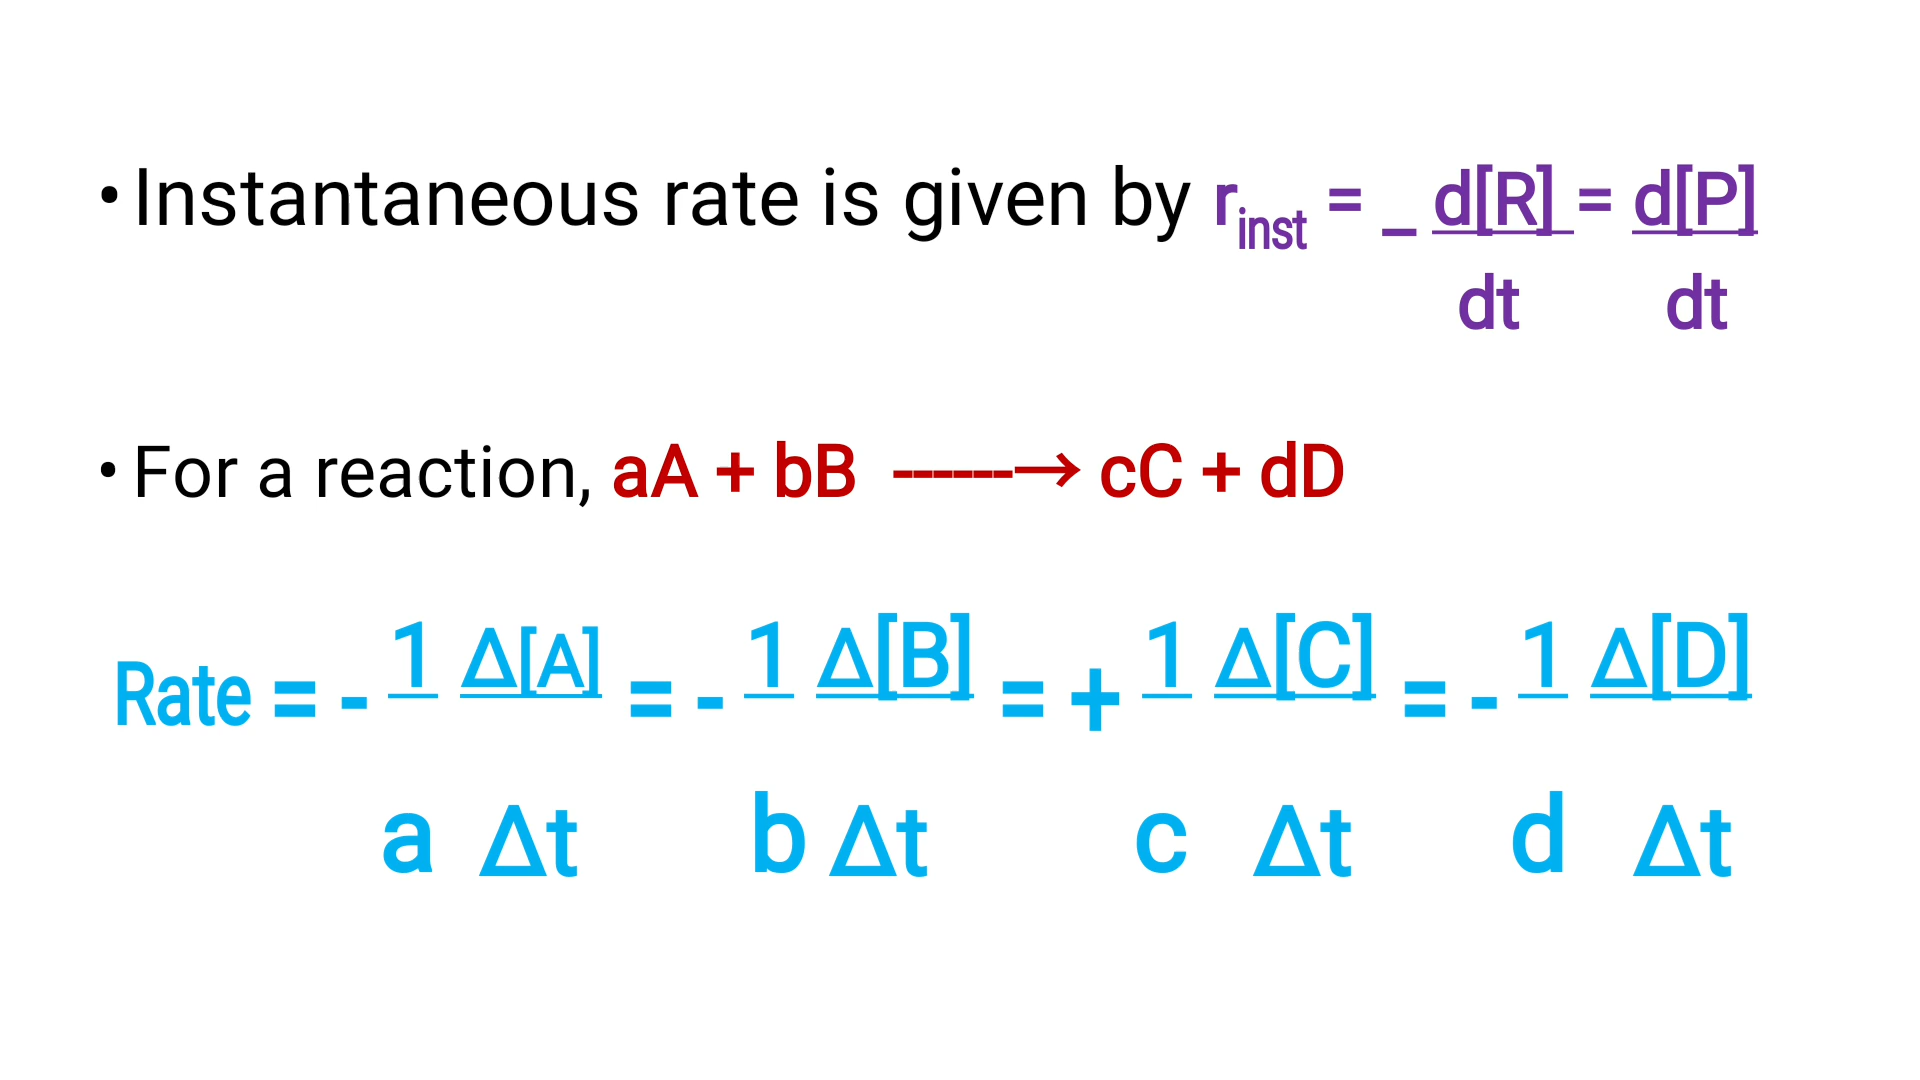 • Instantaneous rate is given by rinst = _ d[R] = d[P]
dt dt
• For a reaction, aA + bB ------→ cC + dD
Rate = - 1 Δ[A] = - 1 Δ[B] = + 1 Δ[C] = - 1 Δ[D]
a Δt b Δt c Δt d Δt